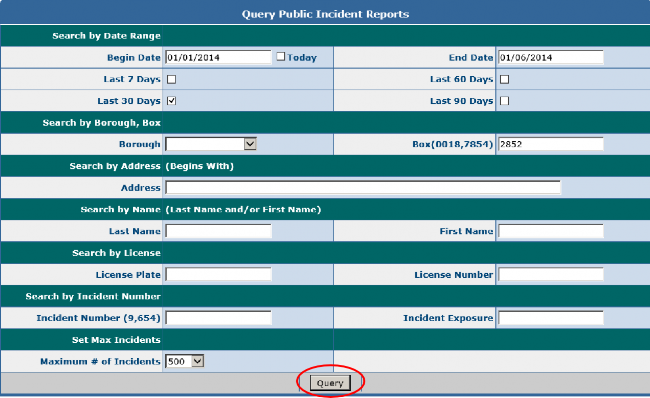 Query Public Incident Reports
Search by Date Range
Begin Date 01/01/2014 Today End Date 01/06/2014
Last 7 Days Last 60 Days
Last 30 Days Last 90 Days
Search by Borough, Box
Borough Box(0018,7854) 2852
Search by Address (Begins With)
Address
Search by Name (Last Name and/or First Name)
Last Name First Name
Search by License
License Plate License Number
Search by Incident Number
Incident Number (9,654) Incident Exposure
Set Max Incidents
Maximum # of Incidents 500
Query